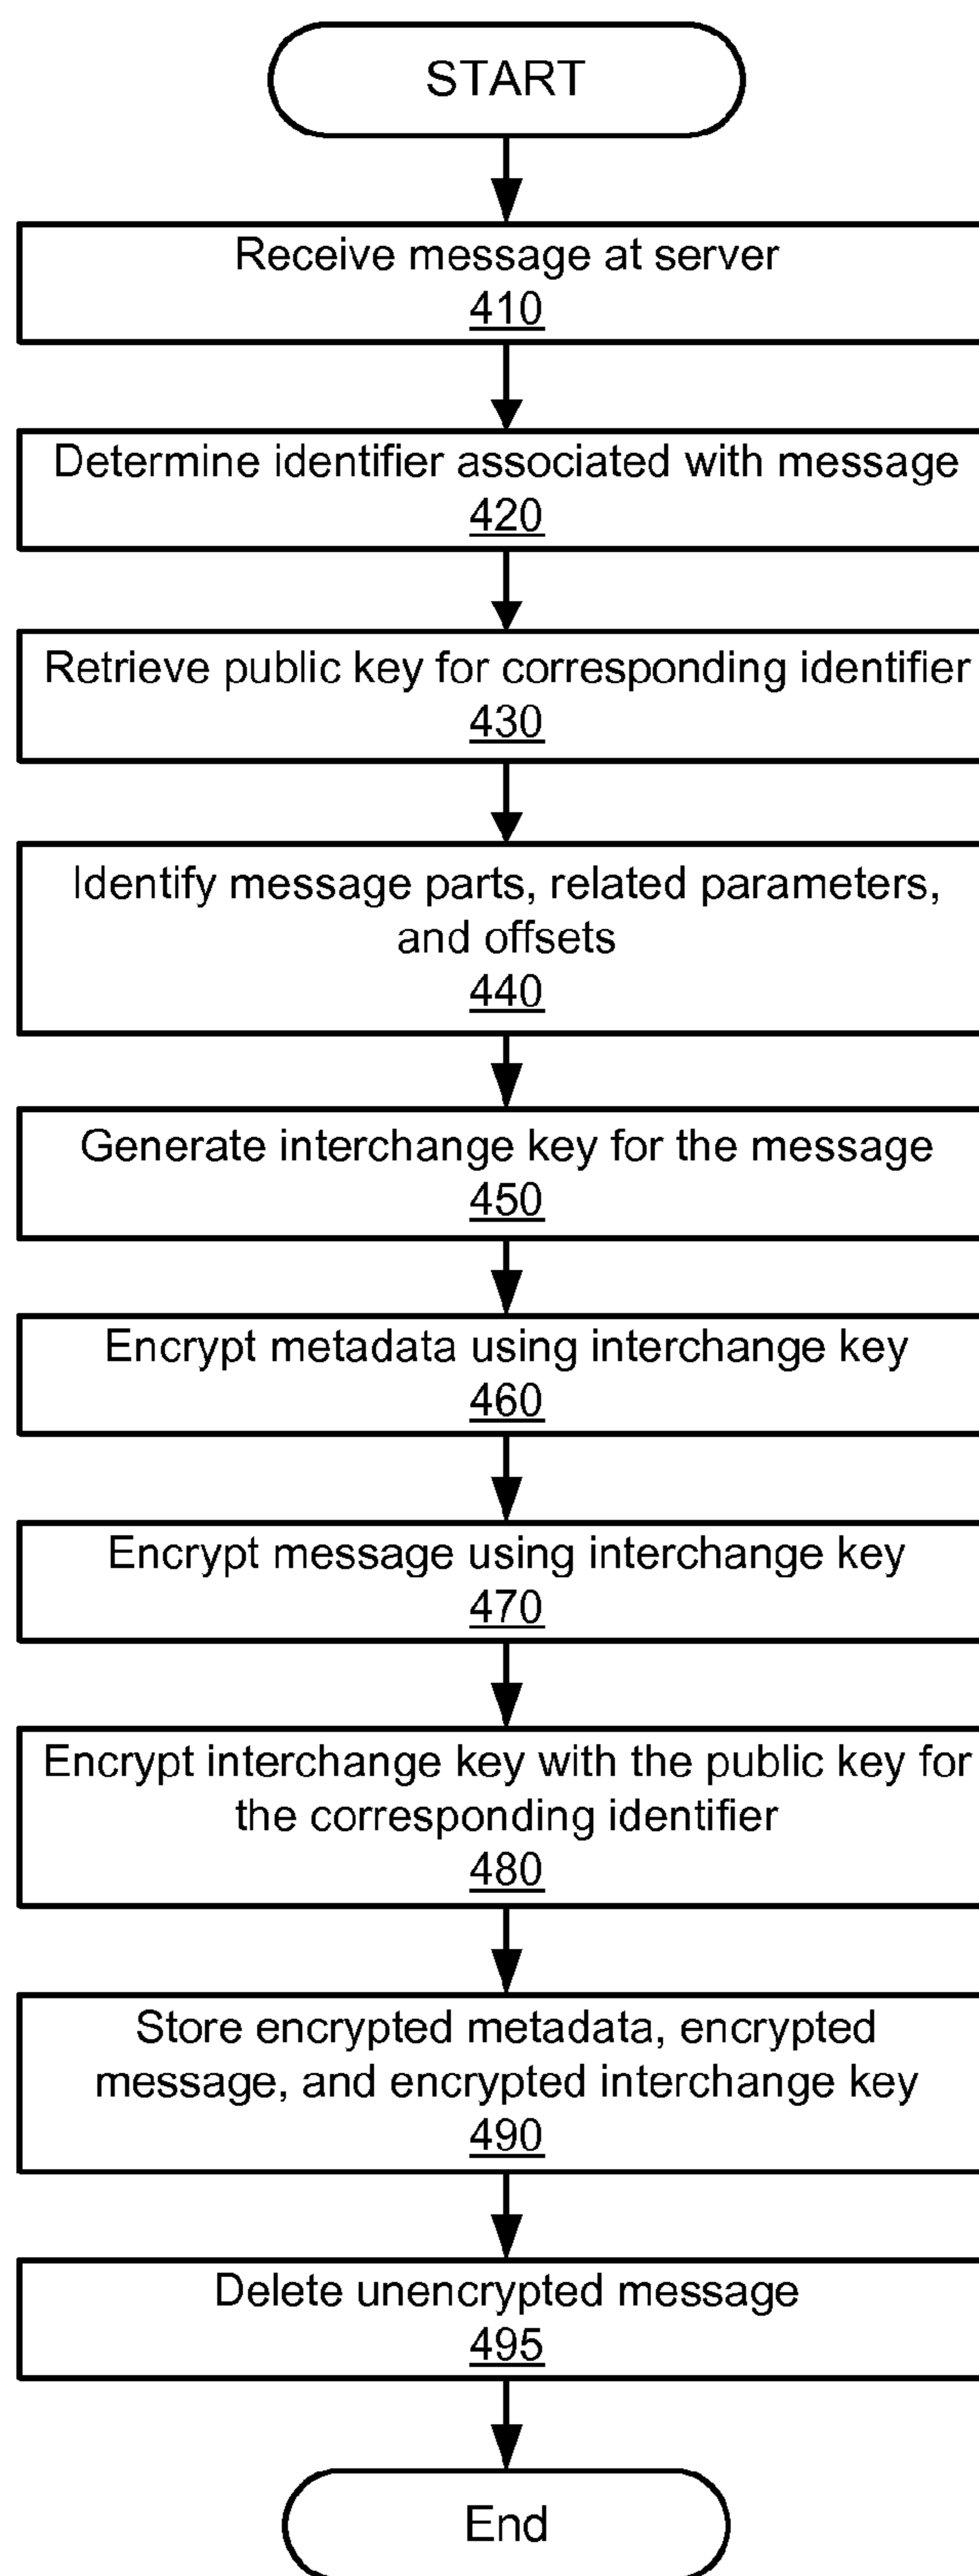 START
Receive message at server
410
Determine identifier associated with message
420
Retrieve public key for corresponding identifier
430
Identify message parts, related parameters,
and offsets
440
Generate interchange key for the message
450
Encrypt metadata using interchange key
460
Encrypt message using interchange key
470
Encrypt interchange key with the public key for
the corresponding identifier
480
Store encrypted metadata, encrypted
message, and encrypted interchange key
490
Delete unencrypted message
495
End